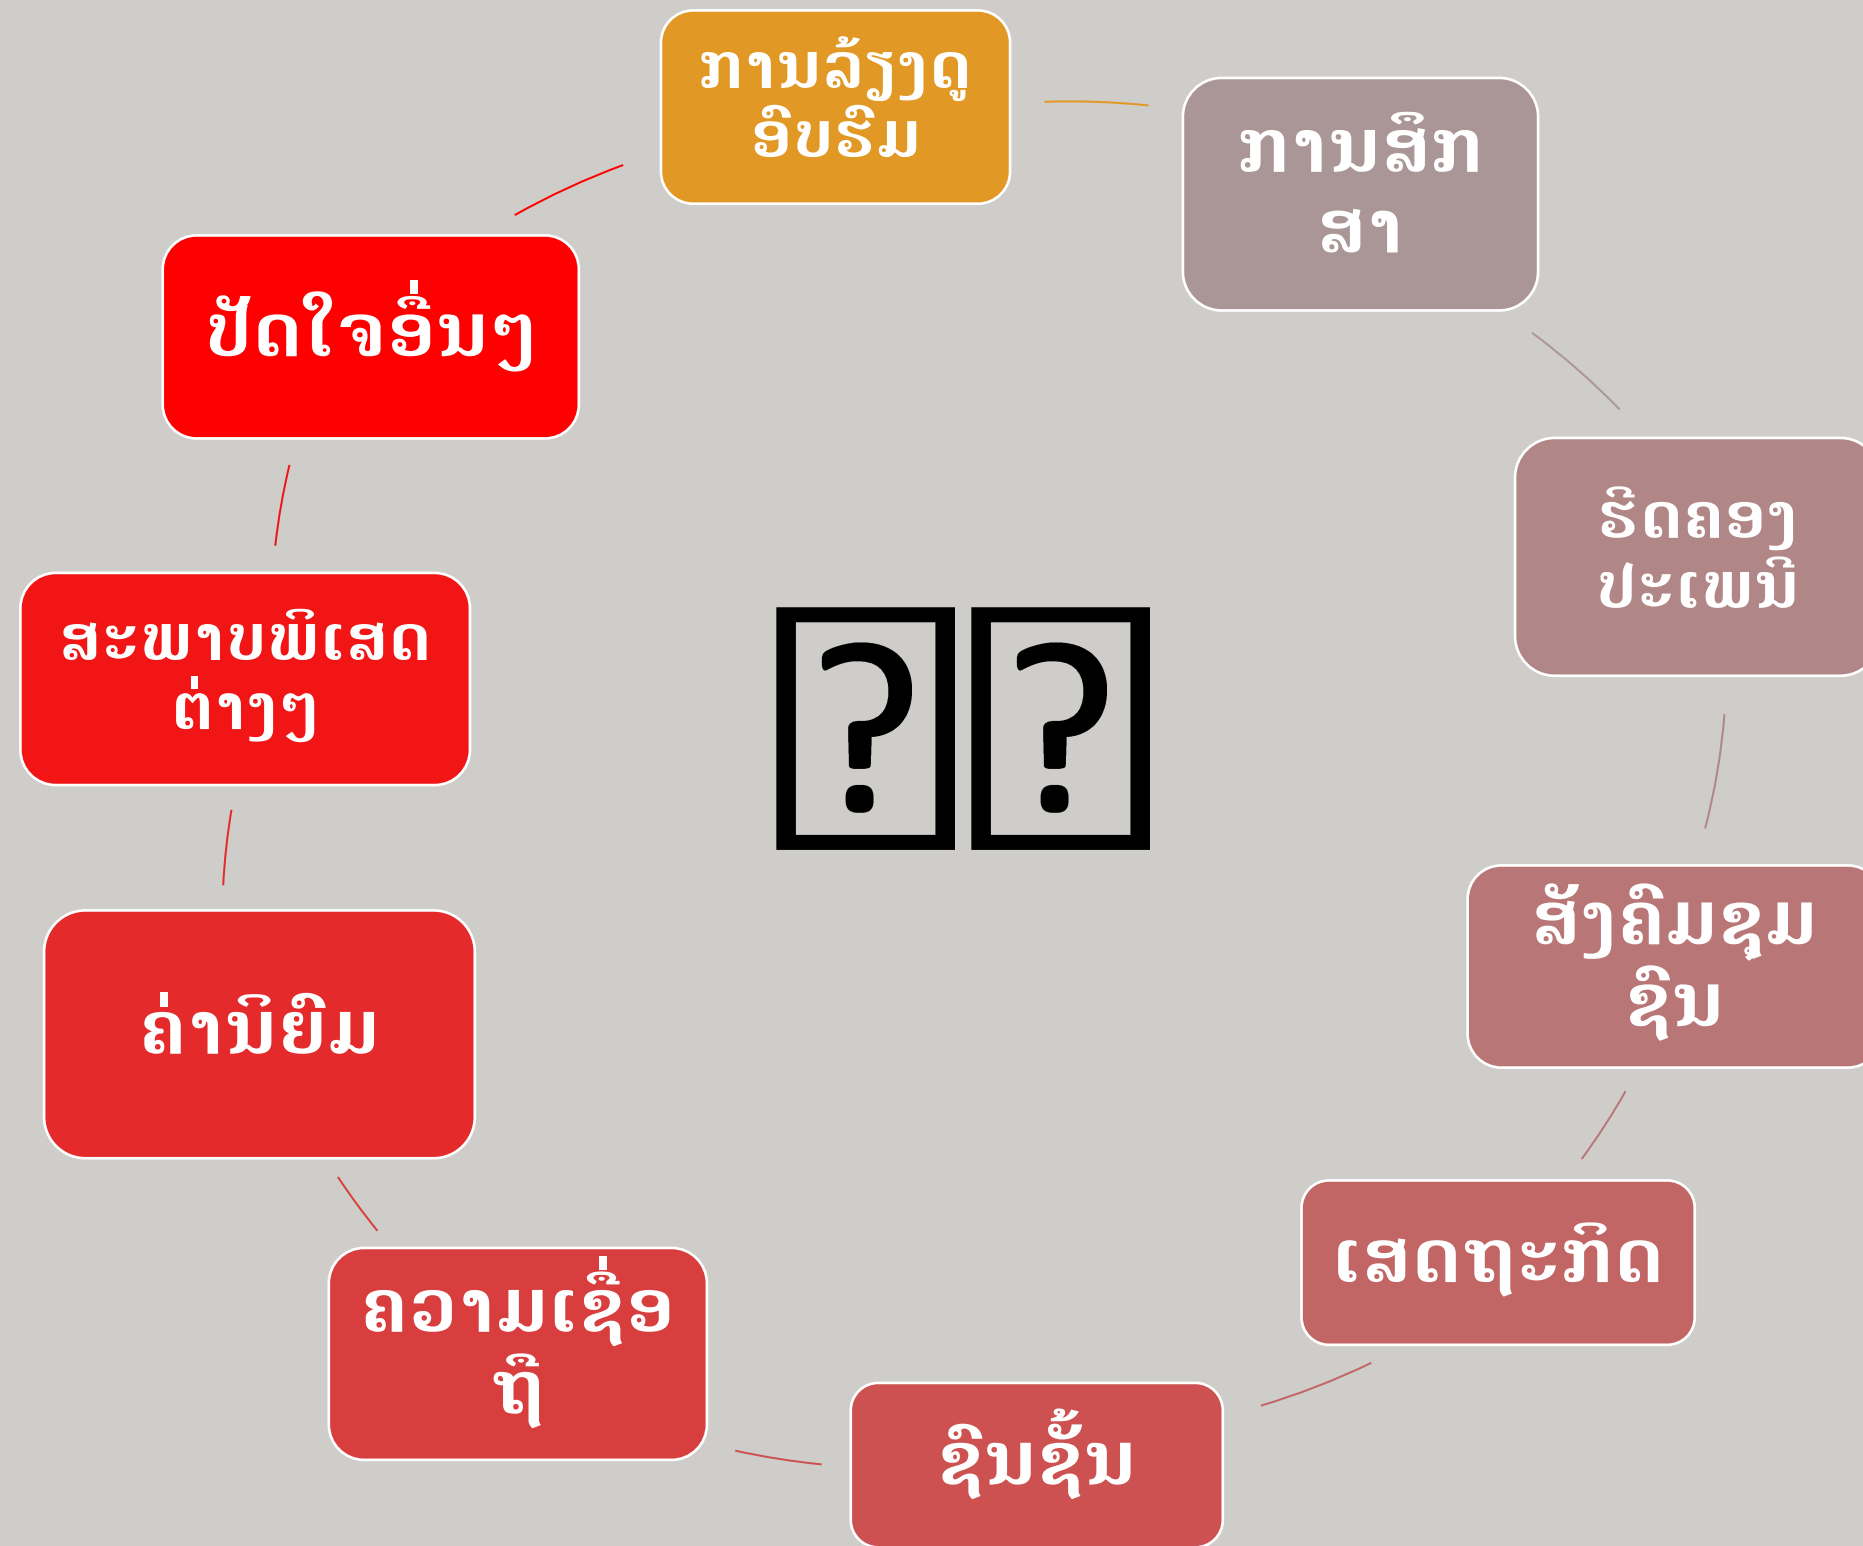 ການລ້ຽງດູ
ອົບຮົມ
ການສຶກ
ສາ
ຮີດຄອງ
ປະເພນີ
ສັງຄົມຊຸມ
ຊົນ
ເສດຖະກິດ
ຊົນຊັ້ນ
ຄວາມເຊື່ອ
ຖື
ຄ່ານິຍົມ
ສະພາບພິເສດ
ຕ່າງໆ
ປັດໃຈອື່ນໆ